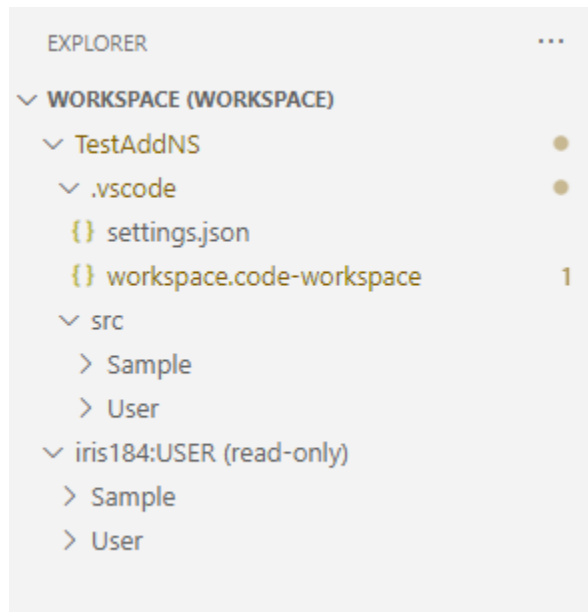 EXPLORER ...
WORKSPACE (WORKSPACE)
TestAddNS
.vscode
{} settings.json
{} workspace.code-workspace 1
src
Sample
User
iris184:USER (read-only)
Sample
User